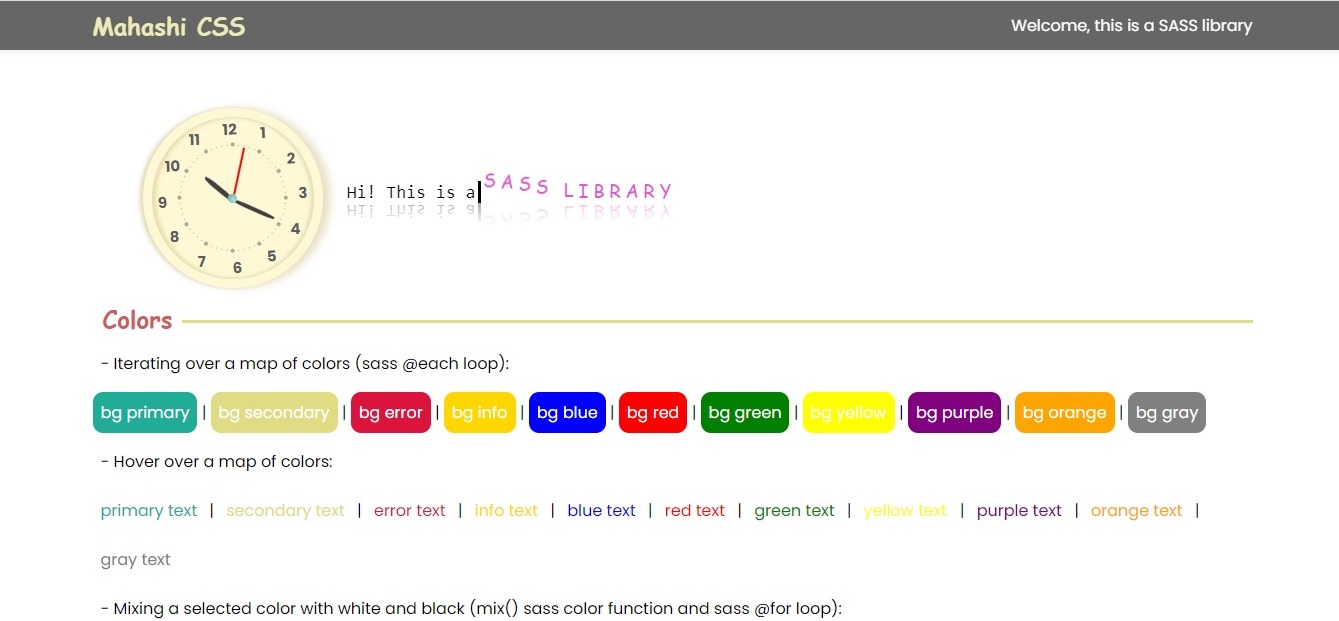 Mahashi CSS
Welcome, this is a SASS library
12
1
2
3
4
5
6
7
8
9
10
11
Hi! This is a SASS LIBRARY
Colors
- Iterating over a map of colors (sass @each loop):
bg primary | bg secondary | bg error | bg info | bg blue | bg red | bg green | bg yellow | bg purple | bg orange | bg gray
- Hover over a map of colors:
primary text | secondary text | error text | info text | blue text | red text | green text | yellow text | purple text | orange text |
gray text
- Mixing a selected color with white and black (mix() sass color function and sass @for loop):